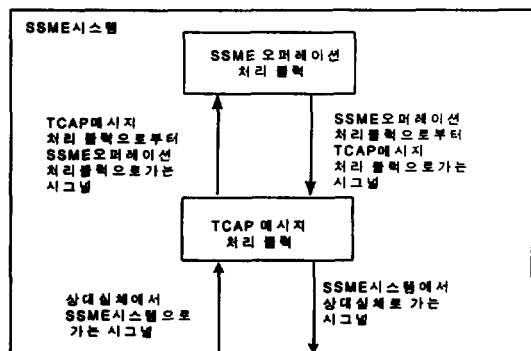 SSME시스템
SSME 오퍼레이션
처리 블럭
TCAP메시지
처리 블럭으로부터
SSME오퍼레이션
처리블럭으로가는
시그널
SSME오퍼레이션
처리블럭으로부터
TCAP메시지
처리 블럭으로가는
시그널
TCAP 메시지
처리 블럭
상대실체에서
SSME시스템으로
가는 시그널
SSME시스템에서
상대실체로 가는
시그널